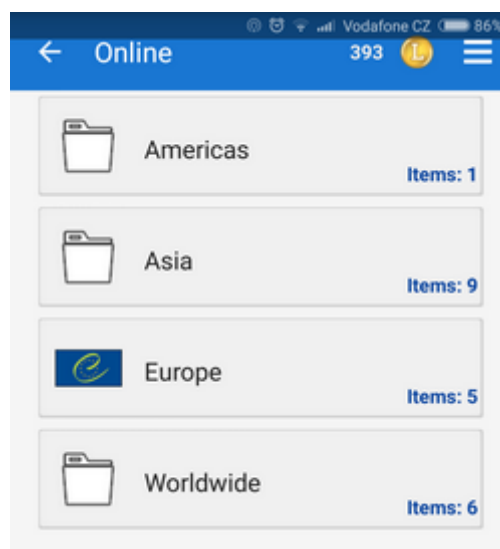 Vodafone CZ 86%
Online 393 L
Americas
Items: 1
Asia
Items: 9
Europe
Items: 5
Worldwide
Items: 6